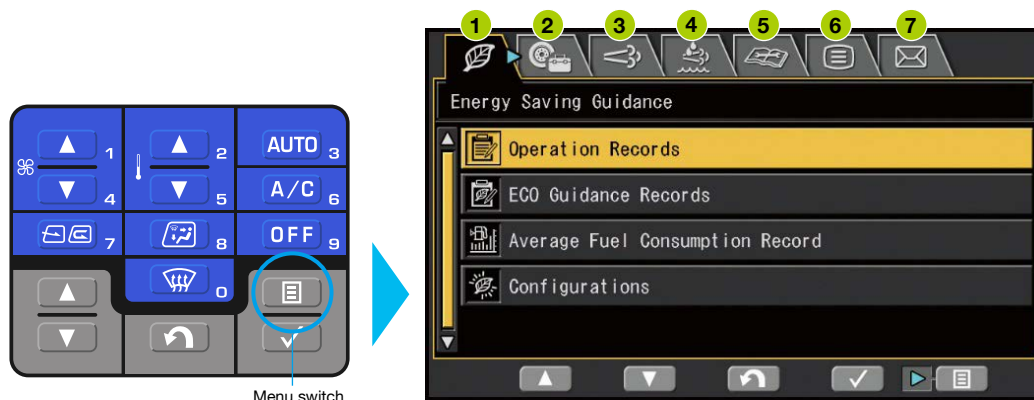 1 2 3 4 5 6 7
Energy Saving Guidance
Operation Records
ECO Guidance Records
Average Fuel Consumption Record
Configurations
1 2 AUTO 3
4 5 A/C 6
7 8 OFF 9
0
Menu switch